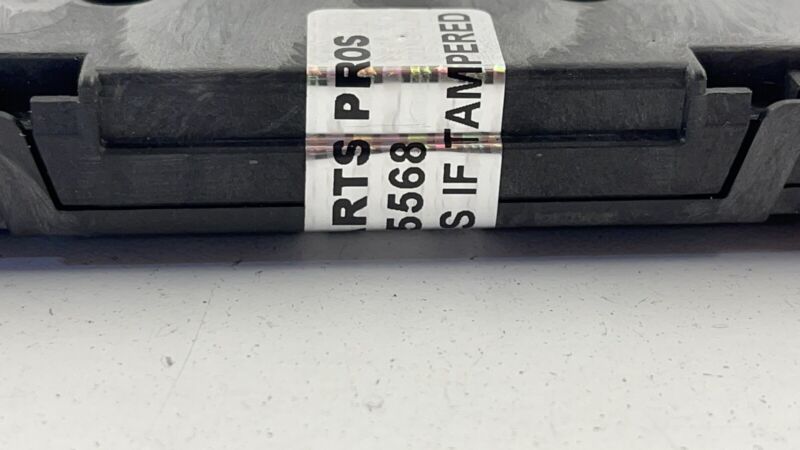 ARTS PROS
5568
S IF TAMPERED